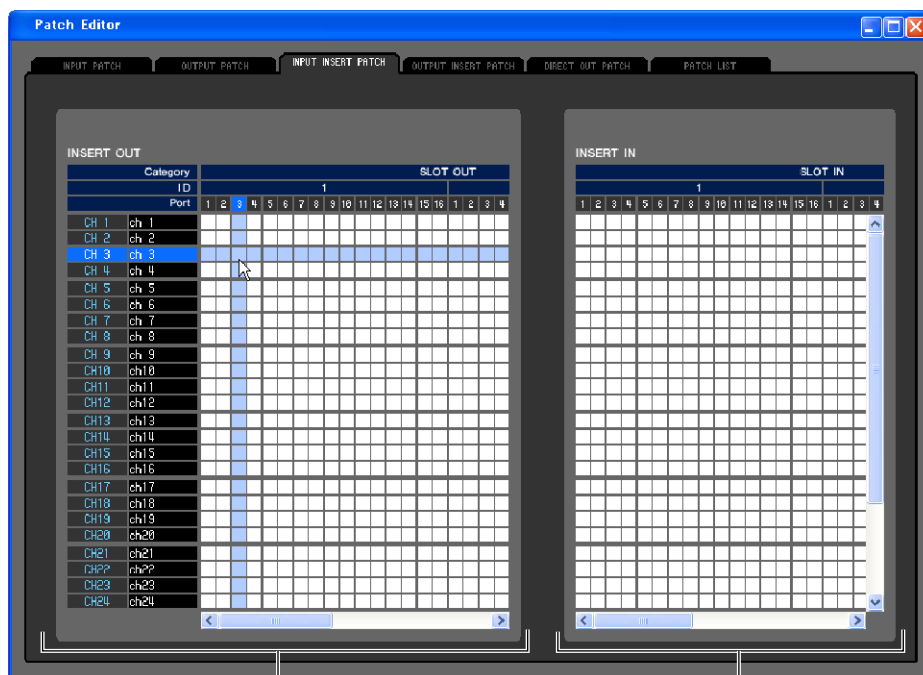 Patch Editor
INPUT PATCH OUTPUT PATCH INPUT INSERT PATCH OUTPUT INSERT PATCH DIRECT OUT PATCH PATCH LIST
INSERT OUT
Category SLOT OUT
ID 1
Port 1 2 3 4 5 6 7 8 9 10 11 12 13 14 15 16 1 2 3 4
CH 1 ch 1
CH 2 ch 2
CH 3 ch 3
CH 4 ch 4
CH 5 ch 5
CH 6 ch 6
CH 7 ch 7
CH 8 ch 8
CH 9 ch 9
CH10 ch10
CH11 ch11
CH12 ch12
CH13 ch13
CH14 ch14
CH15 ch15
CH16 ch16
CH17 ch17
CH18 ch18
CH19 ch19
CH20 ch20
CH21 ch21
CH22 ch22
CH23 ch23
CH24 ch24
INSERT IN
SLOT IN
1
1 2 3 4 5 6 7 8 9 10 11 12 13 14 15 16 1 2 3 4